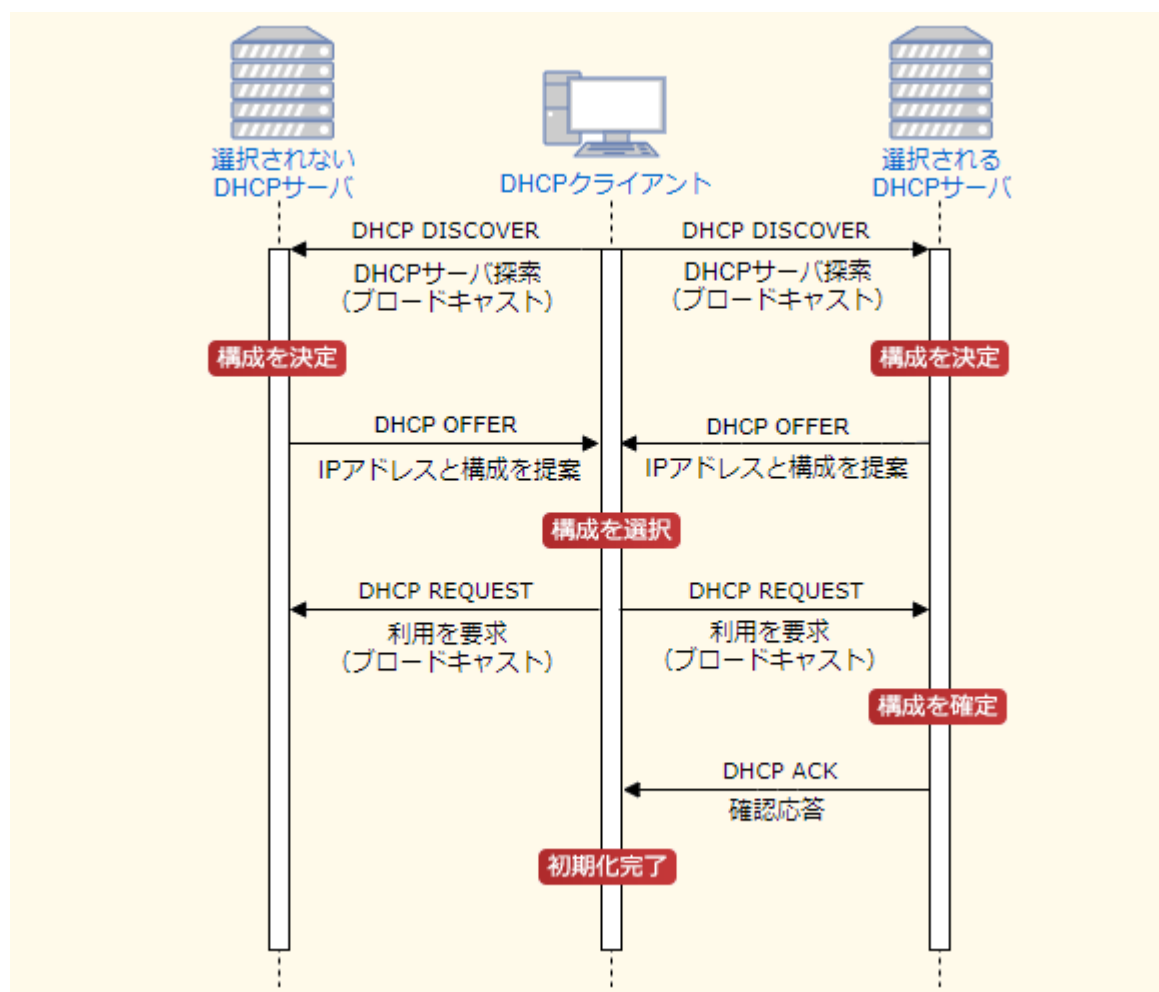 選択されない
DHCPサーバ
DHCPクライアント
選択される
DHCPサーバ
DHCP DISCOVER
DHCP DISCOVER
DHCPサーバ探索
（ブロードキャスト）
DHCPサーバ探索
（ブロードキャスト）
構成を決定
構成を決定
DHCP OFFER
DHCP OFFER
IPアドレスと構成を提案
IPアドレスと構成を提案
構成を選択
DHCP REQUEST
DHCP REQUEST
利用を要求
（ブロードキャスト）
利用を要求
（ブロードキャスト）
構成を確定
DHCP ACK
確認応答
初期化完了